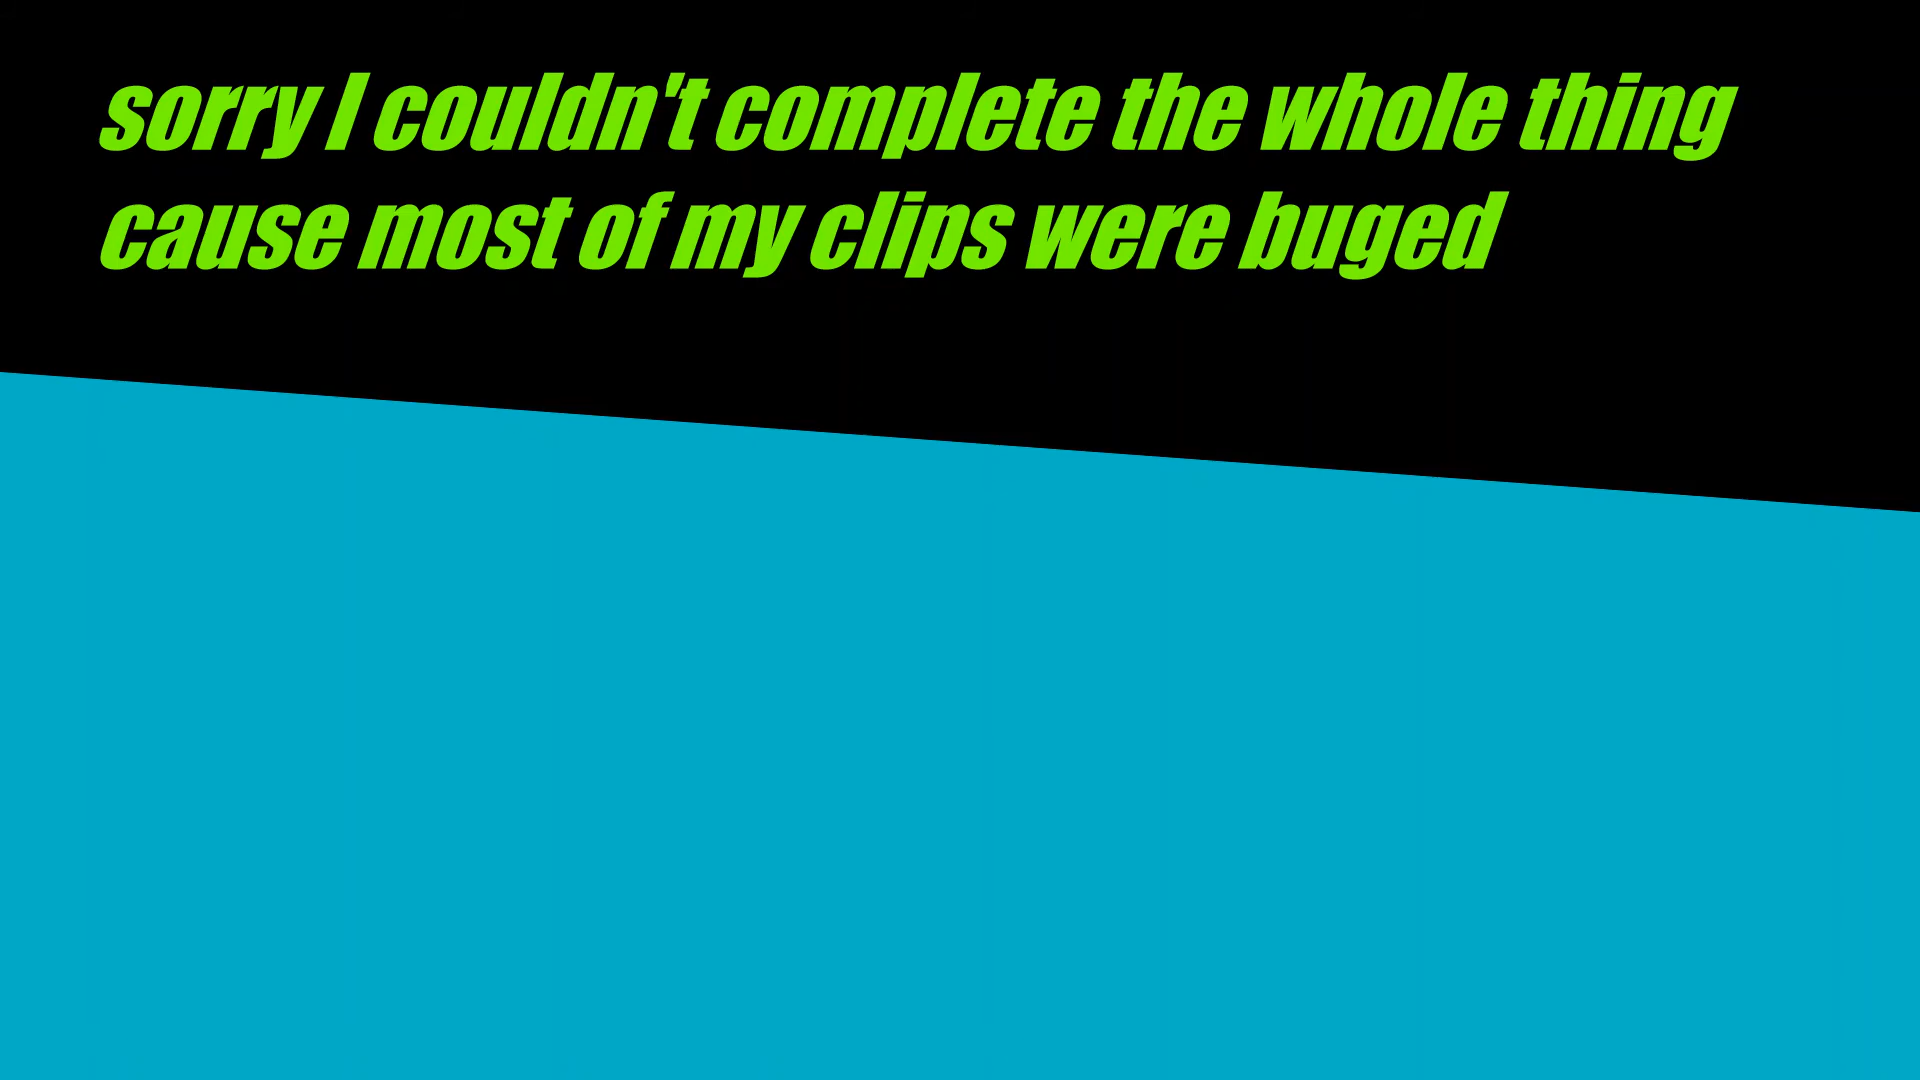 sorry I couldn't complete the whole thing
cause most of my clips were buged